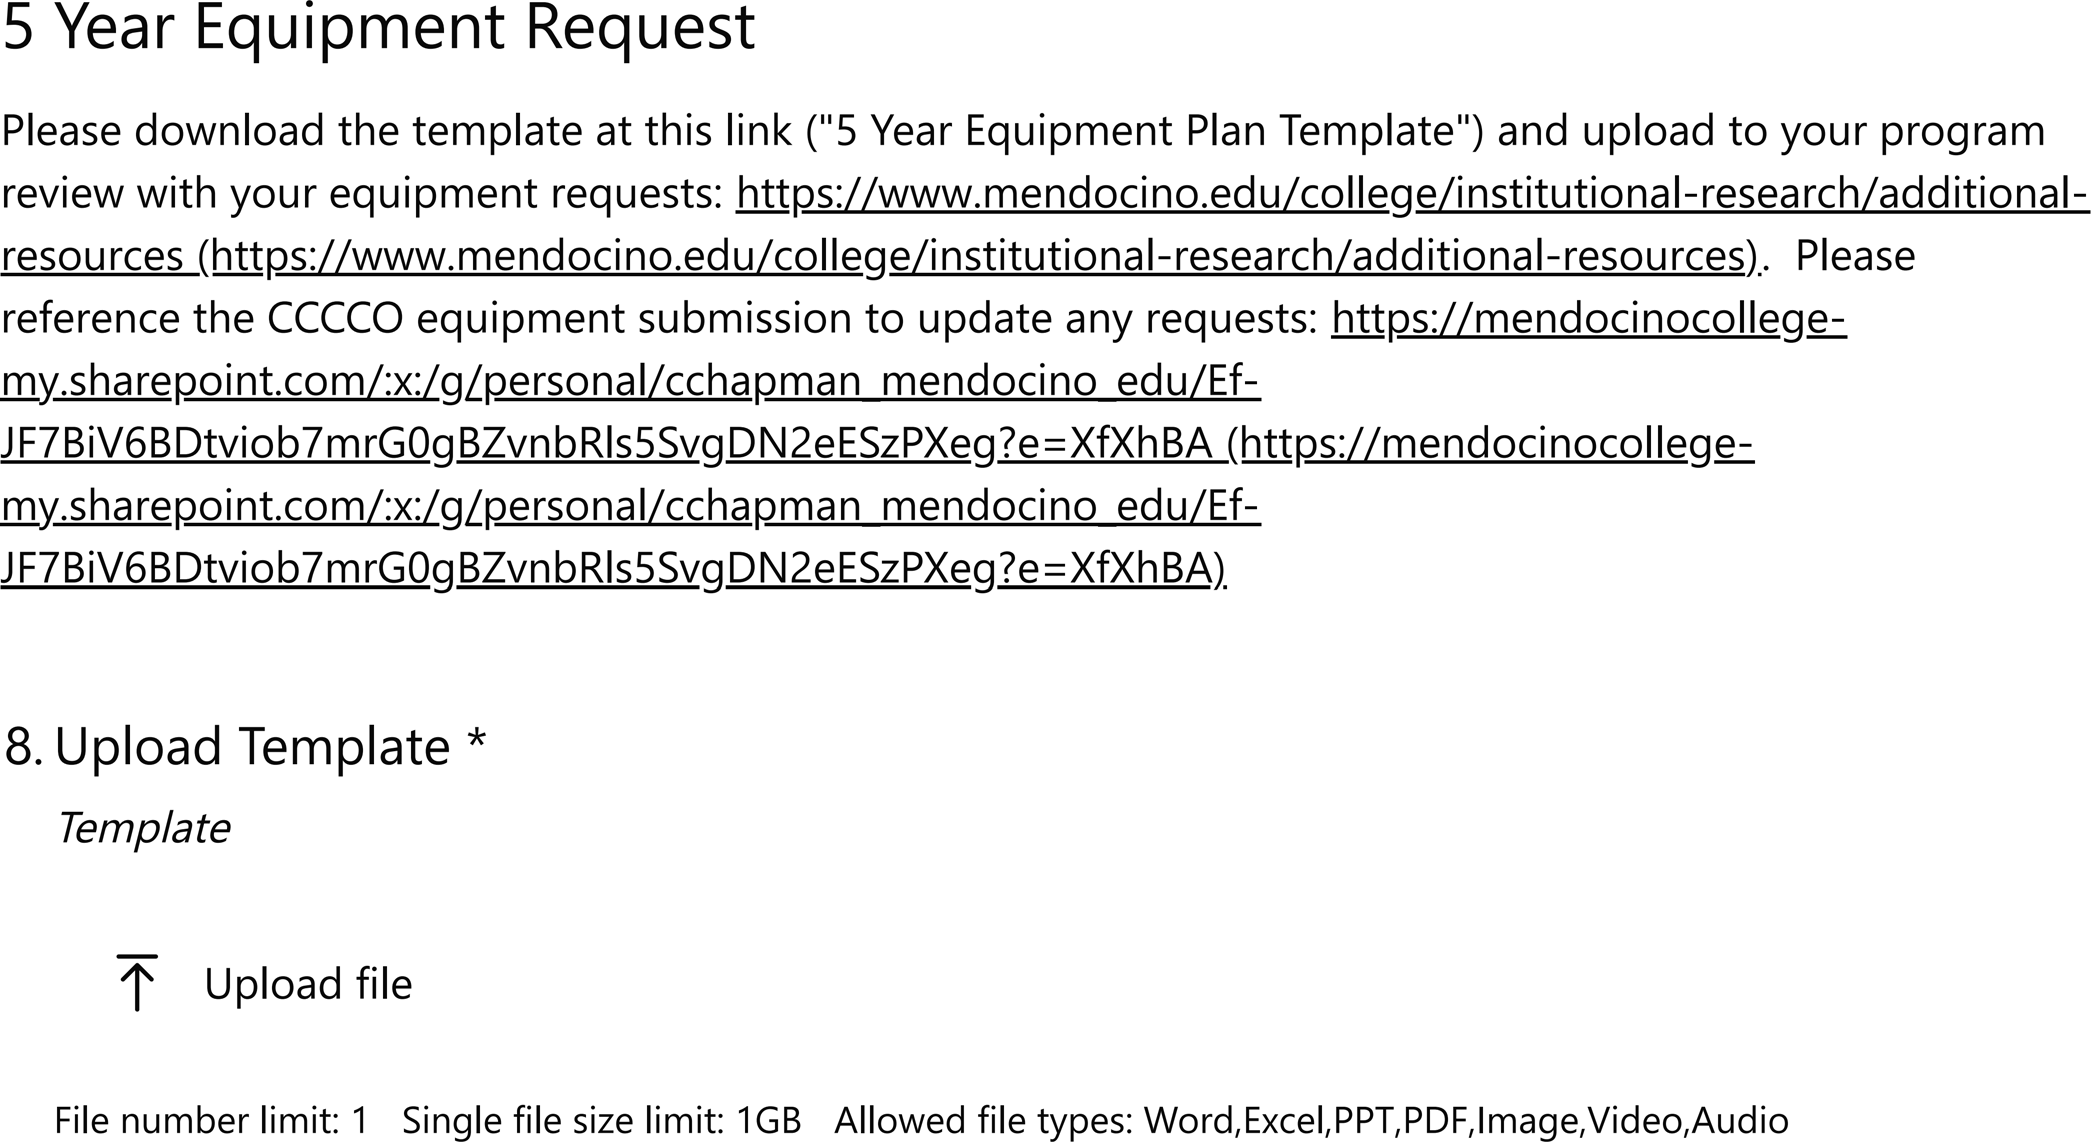 5 Year Equipment Request
Please download the template at this link ("5 Year Equipment Plan Template") and upload to your program
review with your equipment requests: https://www.mendocino.edu/college/institutional-research/additional-
resources (https://www.mendocino.edu/college/institutional-research/additional-resources).  Please
reference the CCCCO equipment submission to update any requests: https://mendocinocollege-
my.sharepoint.com/:x:/g/personal/cchapman_mendocino_edu/Ef-
JF7BiV6BDtviob7mrG0gBZvnbRls5SvgDN2eESzPXeg?e=XfXhBA (https://mendocinocollege-
my.sharepoint.com/:x:/g/personal/cchapman_mendocino_edu/Ef-
JF7BiV6BDtviob7mrG0gBZvnbRls5SvgDN2eESzPXeg?e=XfXhBA)
8. Upload Template *
Template
Upload file
File number limit: 1   Single file size limit: 1GB   Allowed file types: Word,Excel,PPT,PDF,Image,Video,Audio